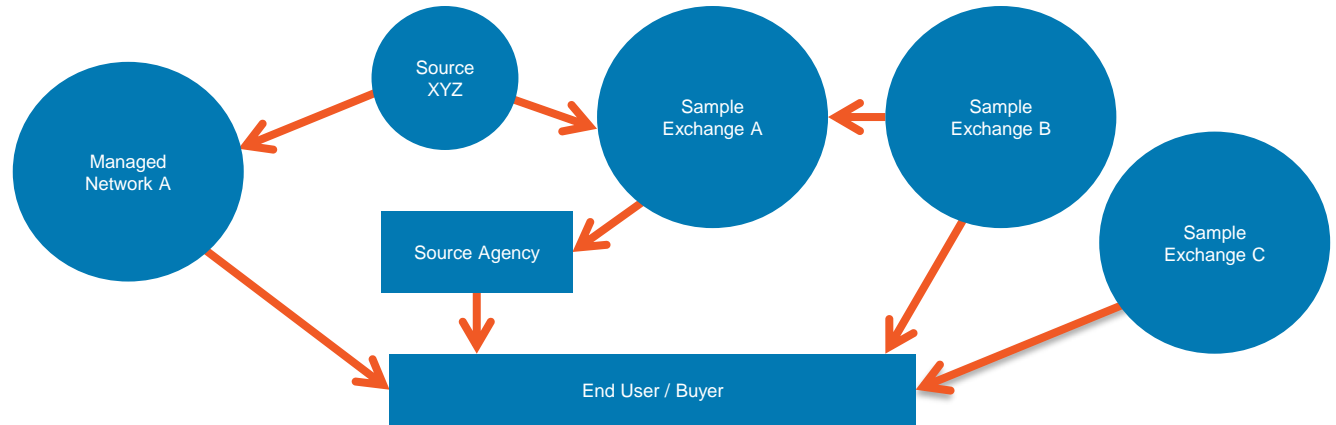 Source
XYZ
Sample
Exchange A
Sample
Exchange B
Managed
Network A
Sample
Exchange C
Source Agency
End User / Buyer